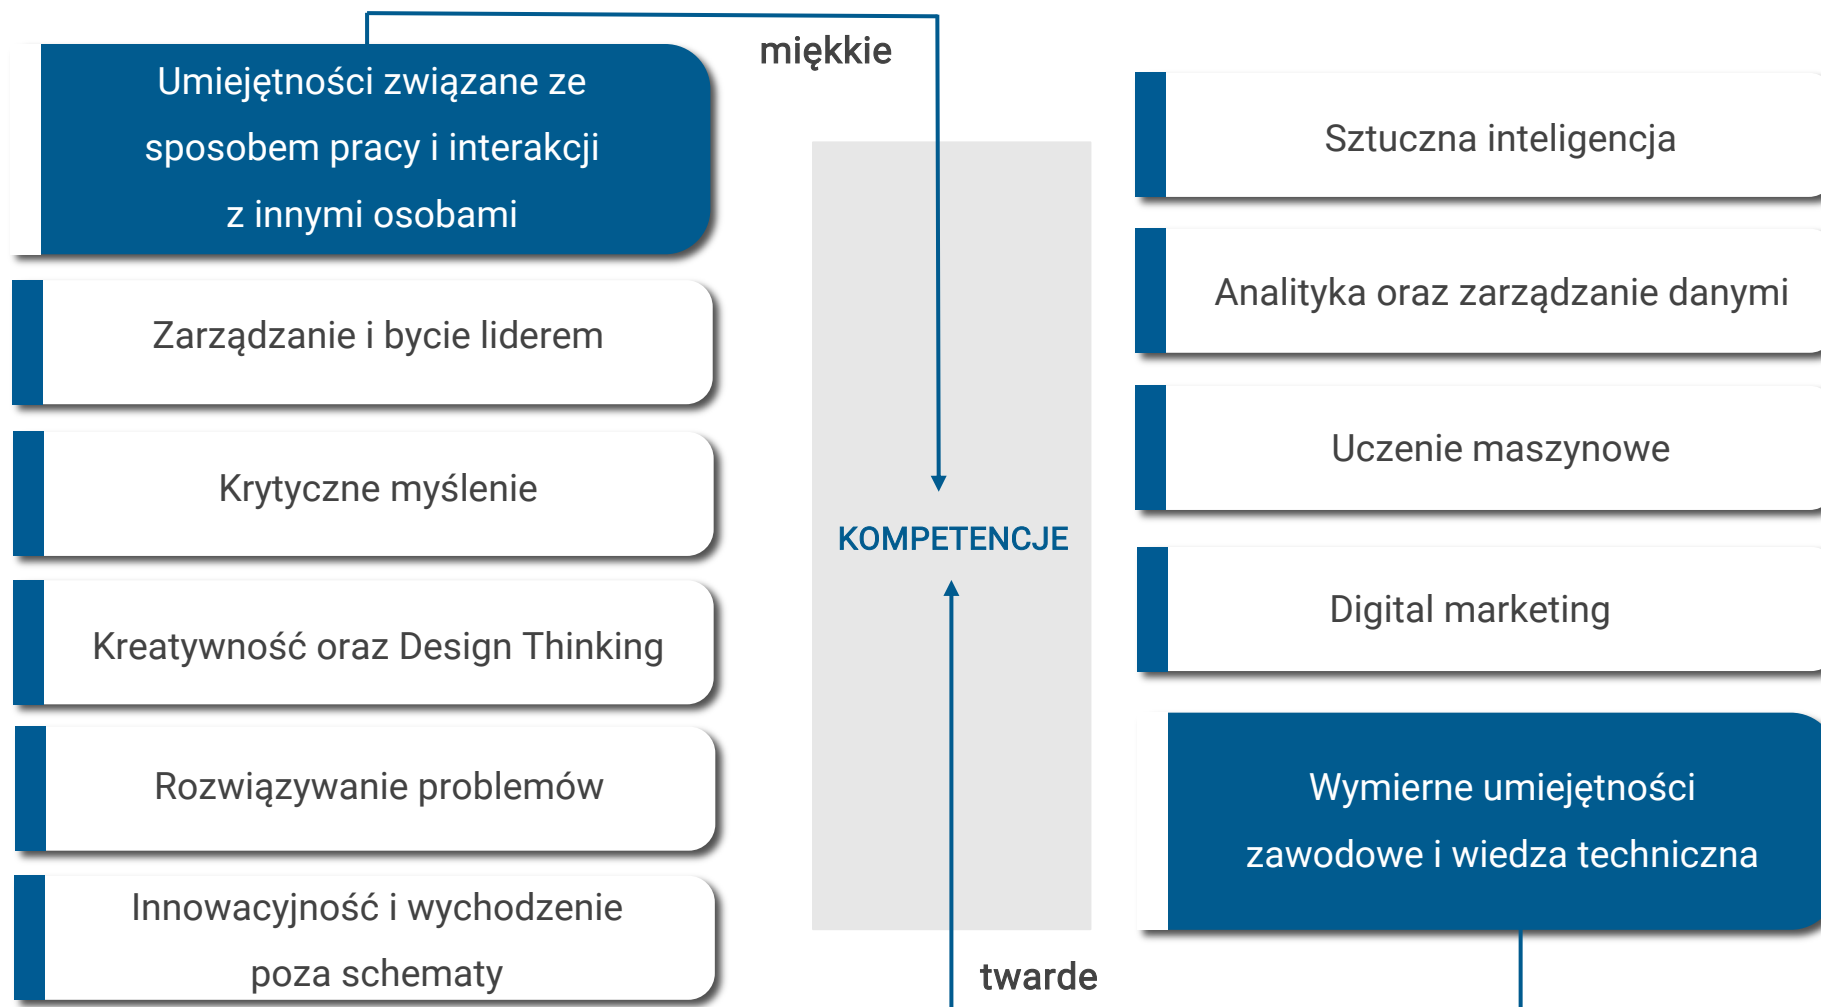 Umiejętności związane ze
sposobem pracy i interakcji
z innymi osobami
Zarządzanie i bycie liderem
Krytyczne myślenie
Kreatywność oraz Design Thinking
Rozwiązywanie problemów
Innowacyjność i wychodzenie
poza schematy
miękkie
KOMPETENCJE
twarde
Sztuczna inteligencja
Analityka oraz zarządzanie danymi
Uczenie maszynowe
Digital marketing
Wymierne umiejętności
zawodowe i wiedza techniczna